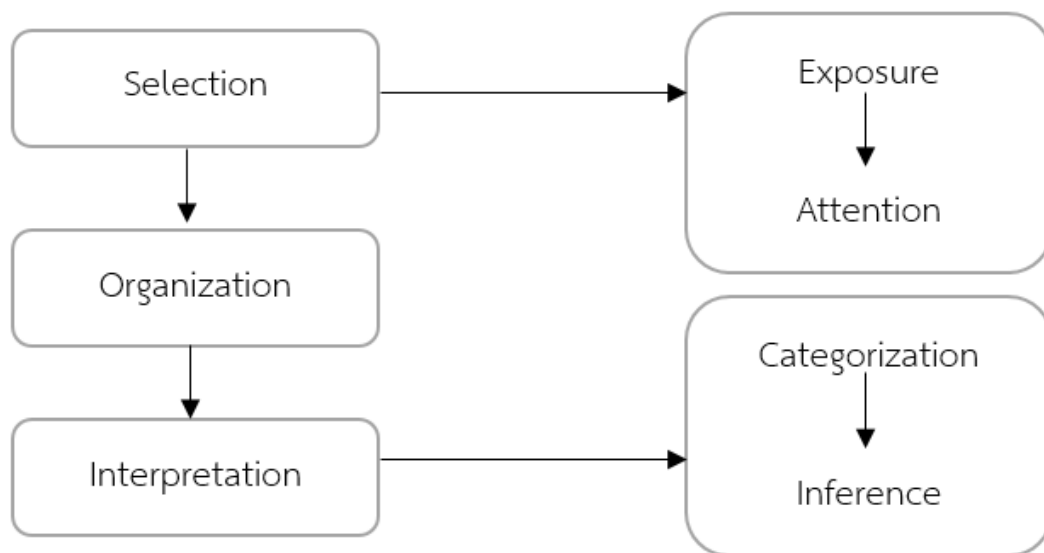 Selection
Exposure
Attention
Organization
Categorization
Interpretation
Inference